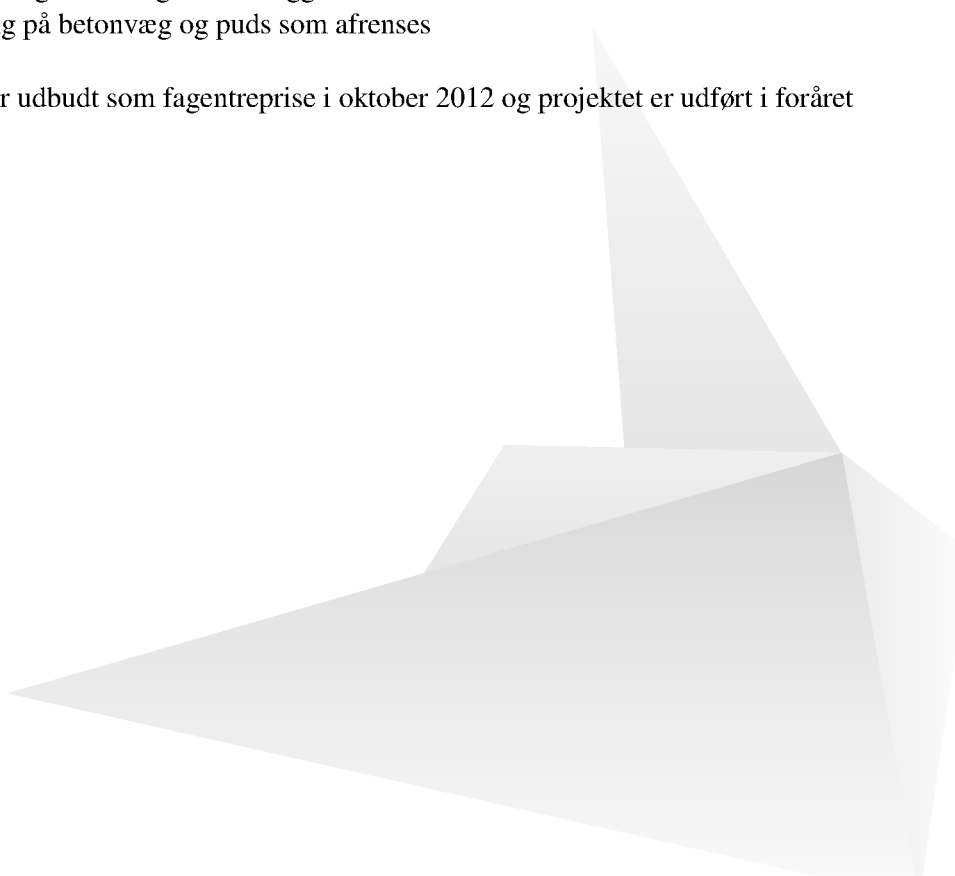 g på betonvæg og puds som afrenses
r udbudt som fagentreprise i oktober 2012 og projektet er udført i foråret